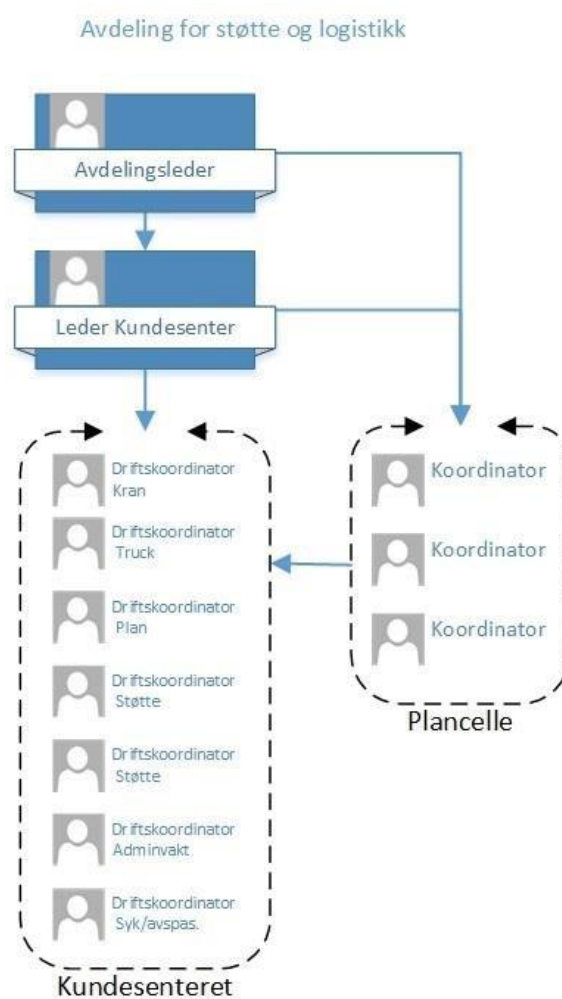 Avdeling for støtte og logistikk
Avdelingsleder
Leder Kundesenter
Driftskoordinator
Kran
Driftskoordinator
Truck
Driftskoordinator
Plan
Driftskoordinator
Støtte
Driftskoordinator
Støtte
Driftskoordinator
Adminvakt
Driftskoordinator
Syk/avspas.
Kundesenteret
Koordinator
Koordinator
Koordinator
Plancelle